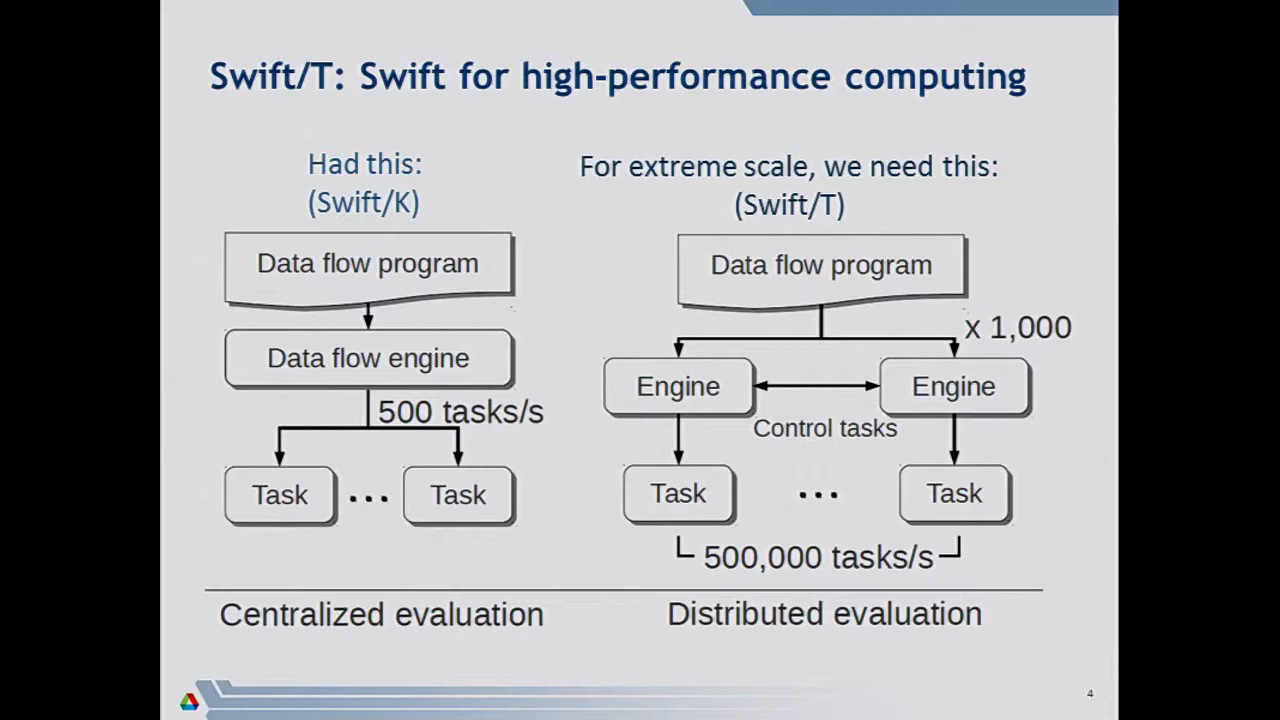 Swift/T: Swift for high-performance computing
Had this:
(Swift/K)
Data flow program
Data flow engine
500 tasks/s
Task
...
Task
Centralized evaluation
For extreme scale, we need this:
(Swift/T)
Data flow program
x 1,000
Engine
Engine
Control tasks
Task
...
Task
500,000 tasks/s
Distributed evaluation
4